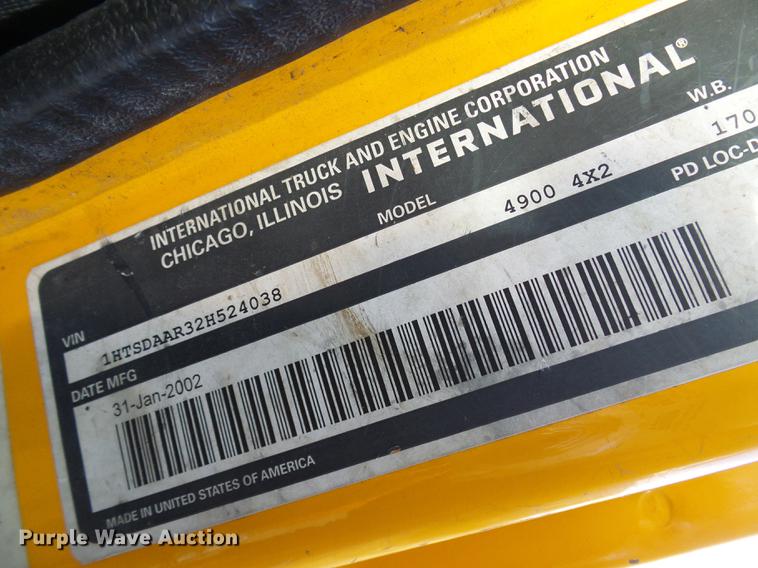 INTERNATIONAL TRUCK AND ENGINE CORPORATION
CHICAGO, ILLINOIS INTERNATIONAL®
MODEL 4900 4X2
W.B. 170
VIN 1HTSDAAR32H524038
PD LOC-D
DATE MFG 31-Jan-2002
MADE IN UNITED STATES OF AMERICA
Purple Wave Auction